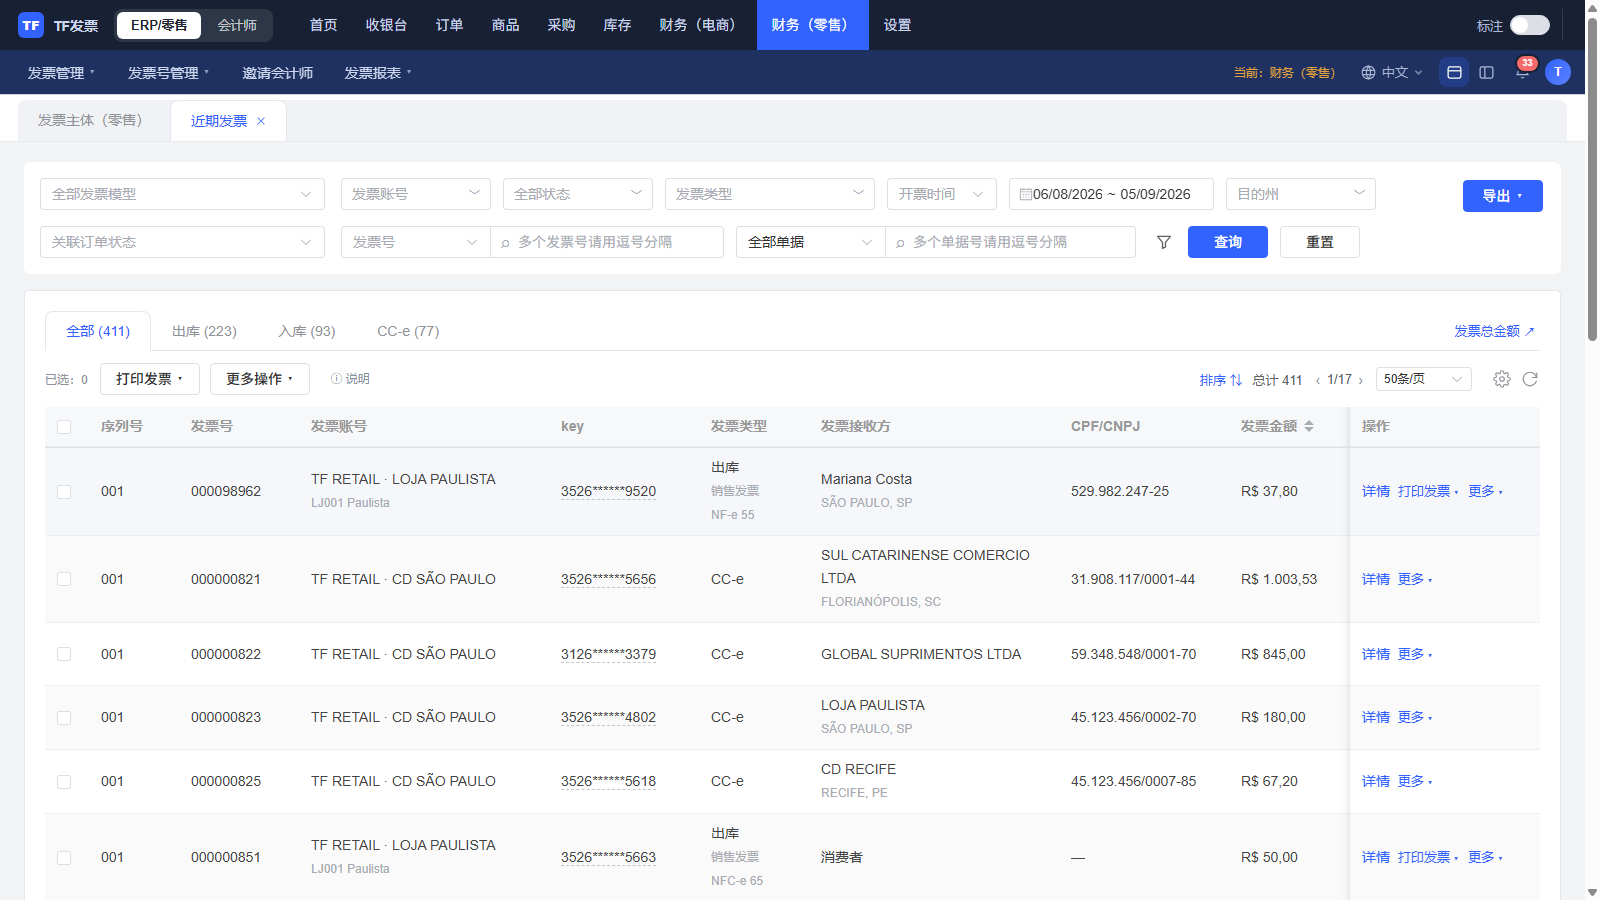 TF TF发票 ERP/零售 会计师 首页 收银台 订单 商品 采购 库存 财务（电商） 财务（零售） 设置 标注
发票管理 发票号管理 邀请会计师 发票报表 当前：财务（零售） 中文 33 T
发票主体（零售） 近期发票 ×
全部发票模型 发票账号 全部状态 发票类型 开票时间 06/08/2026 ~ 05/09/2026 目的州 导出
关联订单状态 发票号 多个发票号请用逗号分隔 全部单据 多个单据号请用逗号分隔 查询 重置
全部 (411) 出库 (223) 入库 (93) CC-e (77) 发票总金额 ↗
已选：0 打印发票 更多操作 ⓘ 说明 排序 总计 411 ‹ 1/17 › 50条/页
序列号 发票号 发票账号 key 发票类型 发票接收方 CPF/CNPJ 发票金额 操作
001 000098962 TF RETAIL · LOJA PAULISTA LJ001 Paulista 3526******9520 出库 销售发票 NF-e 55 Mariana Costa SÃO PAULO, SP 529.982.247-25 R$ 37,80 详情 打印发票 更多
001 000000821 TF RETAIL · CD SÃO PAULO 3526******5656 CC-e SUL CATARINENSE COMERCIO LTDA FLORIANÓPOLIS, SC 31.908.117/0001-44 R$ 1.003,53 详情 更多
001 000000822 TF RETAIL · CD SÃO PAULO 3126******3379 CC-e GLOBAL SUPRIMENTOS LTDA 59.348.548/0001-70 R$ 845,00 详情 更多
001 000000823 TF RETAIL · CD SÃO PAULO 3526******4802 CC-e LOJA PAULISTA SÃO PAULO, SP 45.123.456/0002-70 R$ 180,00 详情 更多
001 000000825 TF RETAIL · CD SÃO PAULO 3526******5618 CC-e CD RECIFE RECIFE, PE 45.123.456/0007-85 R$ 67,20 详情 更多
001 000000851 TF RETAIL · LOJA PAULISTA LJ001 Paulista 3526******5663 出库 销售发票 NFC-e 65 消费者 — R$ 50,00 详情 打印发票 更多